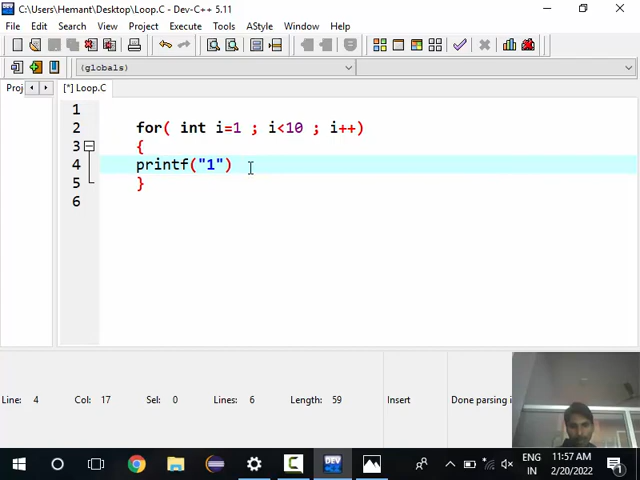 C:\Users\Hemant\Desktop\Loop.C - Dev-C++ 5.11
File Edit Search View Project Execute Tools AStyle Window Help
(globals)
Proj [*] Loop.C
1
2 for( int i=1 ; i<10 ; i++)
3 {
4 printf("1")
5 }
6
Line: 4 Col: 17 Sel: 0 Lines: 6 Length: 59 Insert Done parsing i
DEV ENG 11:57 AM
IN 2/20/2022 1